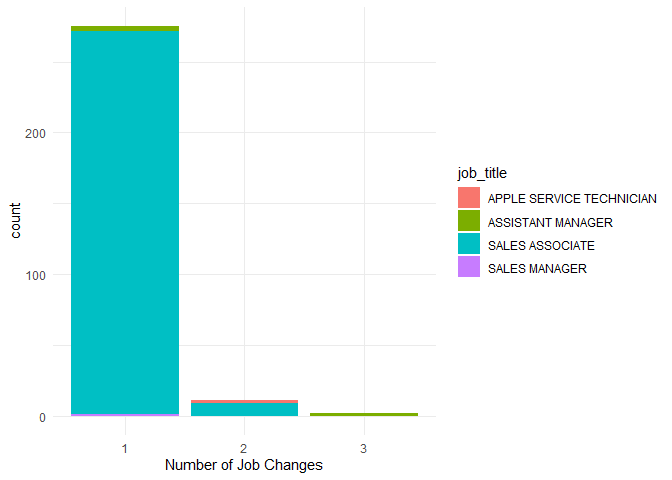 200
100
0
count
1 2 3
Number of Job Changes
job_title
APPLE SERVICE TECHNICIAN
ASSISTANT MANAGER
SALES ASSOCIATE
SALES MANAGER